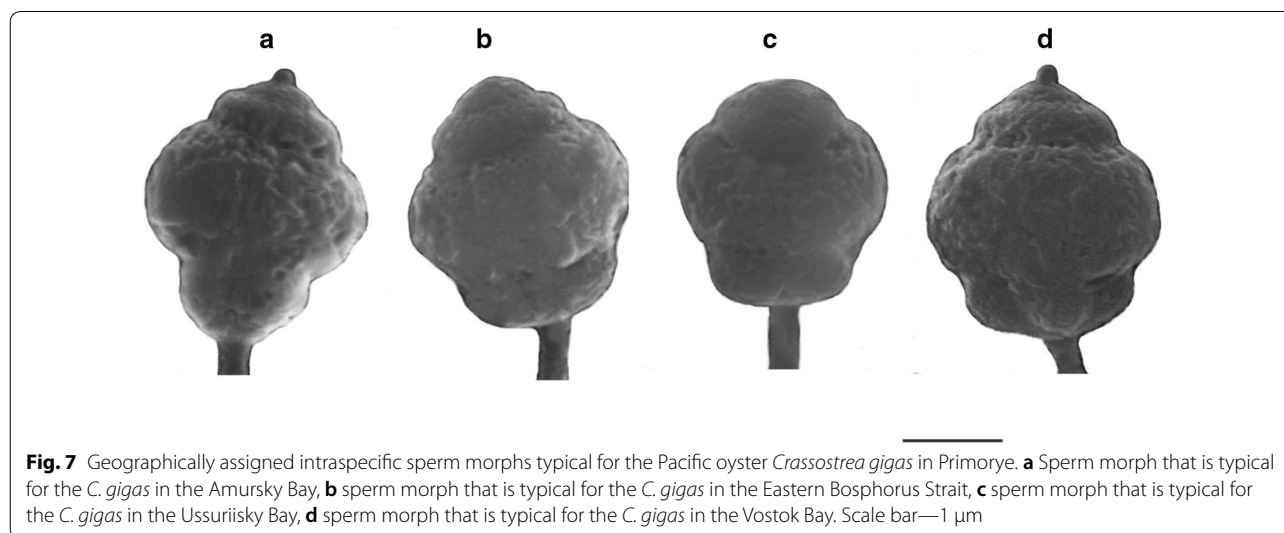 a b c d
Fig. 7 Geographically assigned intraspecific sperm morphs typical for the Pacific oyster Crassostrea gigas in Primorye. a Sperm morph that is typical
for the C. gigas in the Amursky Bay, b sperm morph that is typical for the C. gigas in the Eastern Bosphorus Strait, c sperm morph that is typical for
the C. gigas in the Ussuriisky Bay, d sperm morph that is typical for the C. gigas in the Vostok Bay. Scale bar—1 μm